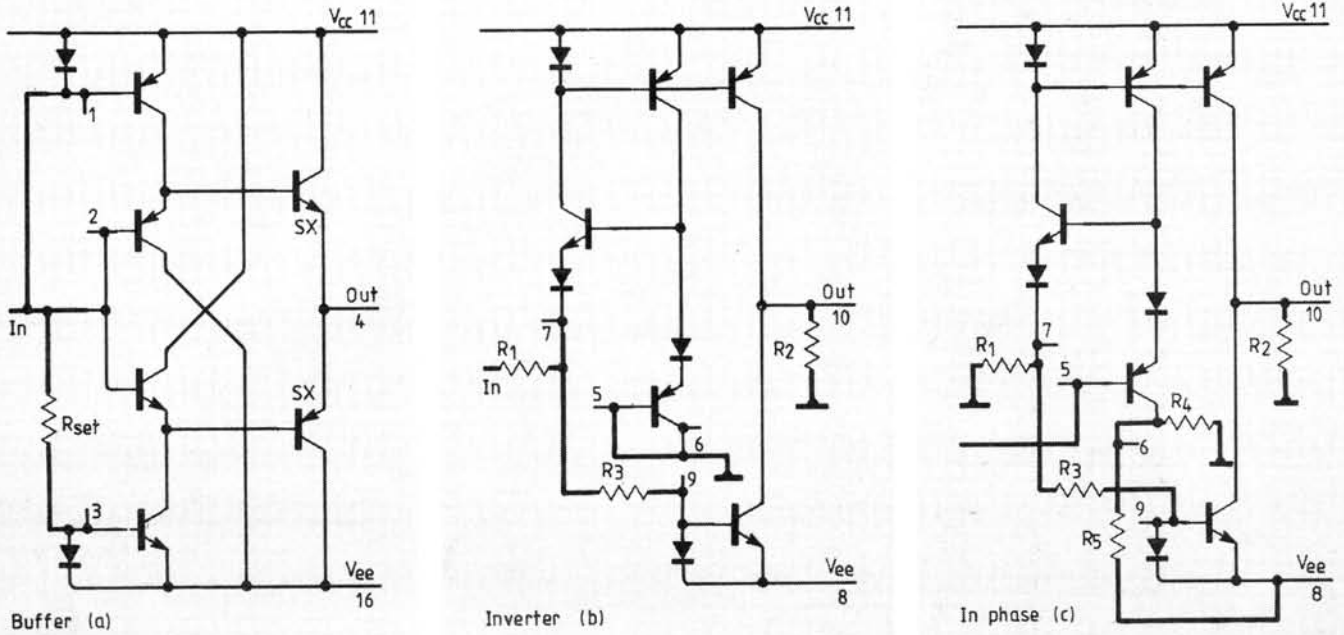 Vcc 11
1
2
SX
Out
4
In
SX
Rset
3
Vee
16
Buffer (a)
Vcc 11
Out
10
7
R1
In
R2
5
6
R3
9
Vee
8
Inverter (b)
Vcc 11
Out
10
7
R1
R2
5
R4
6
R3
9
R5
Vee
8
In phase (c)